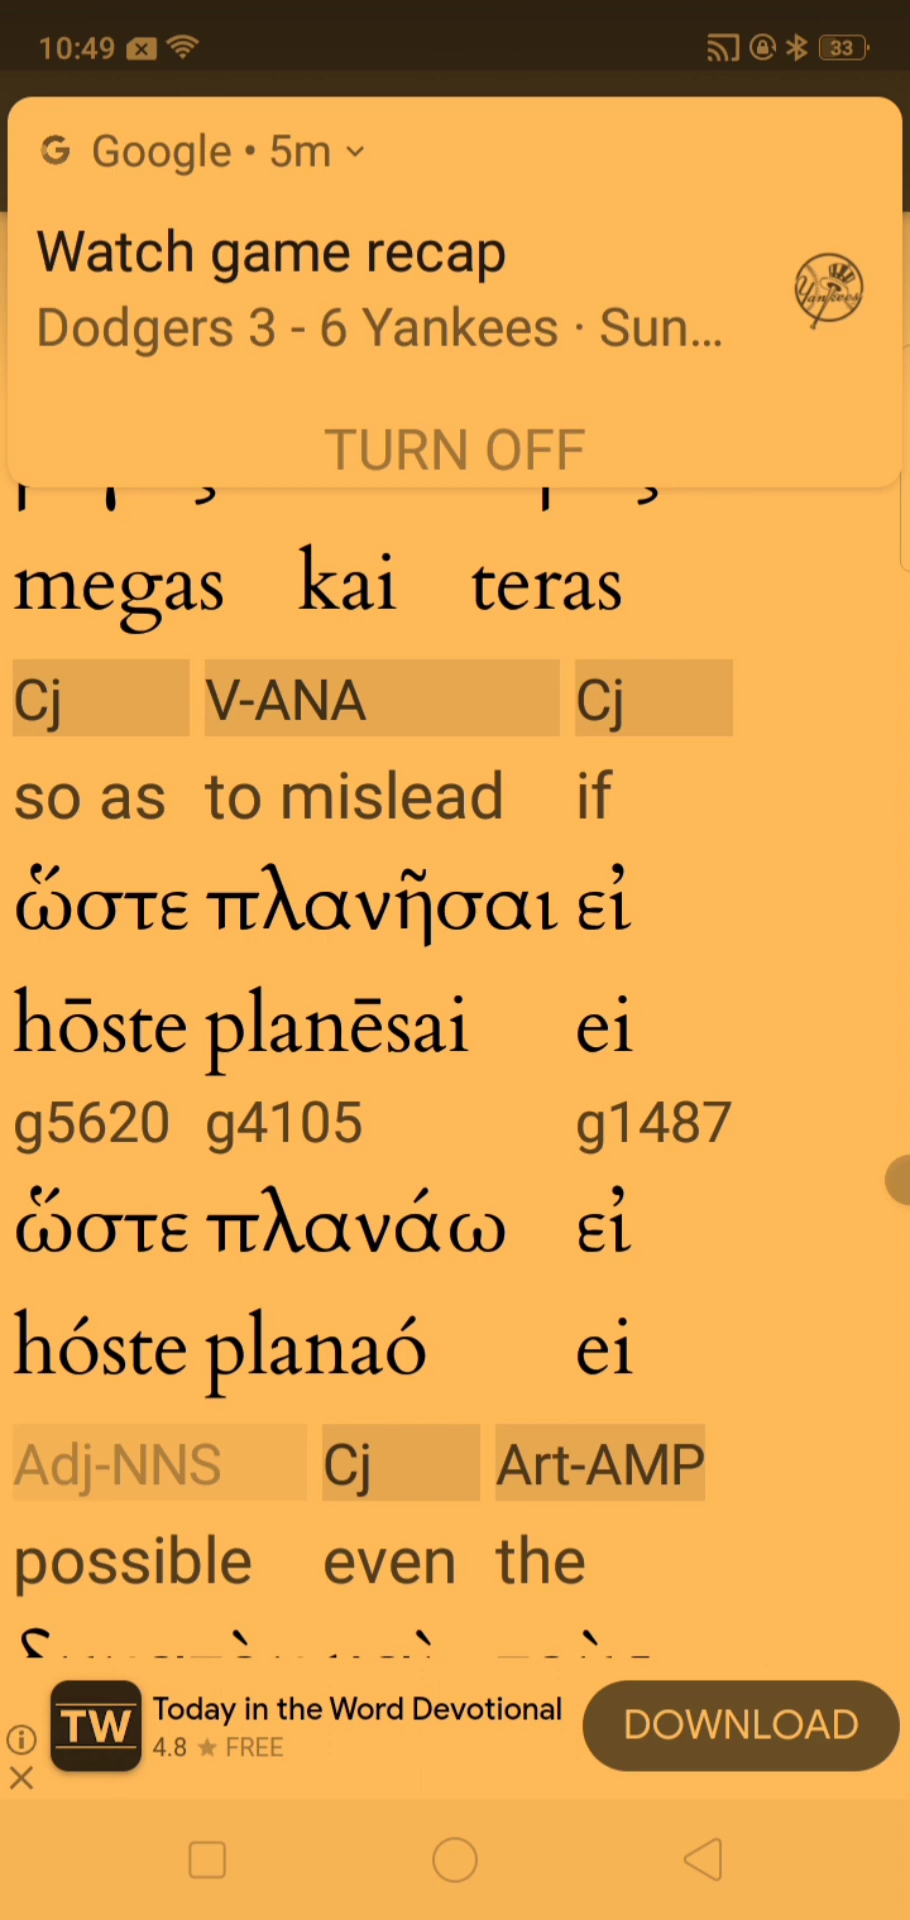 10:49 33
Google • 5m
Watch game recap
Dodgers 3 - 6 Yankees · Sun...
Yankees
TURN OFF
megas kai teras
Cj V-ANA Cj
so as to mislead if
ὥστε πλανῆσαι εἰ
hōste planēsai ei
g5620 g4105 g1487
ὥστε πλανάω εἰ
hóste planaó ei
Adj-NNS Cj Art-AMP
possible even the
TW
Today in the Word Devotional
4.8 ★ FREE
DOWNLOAD